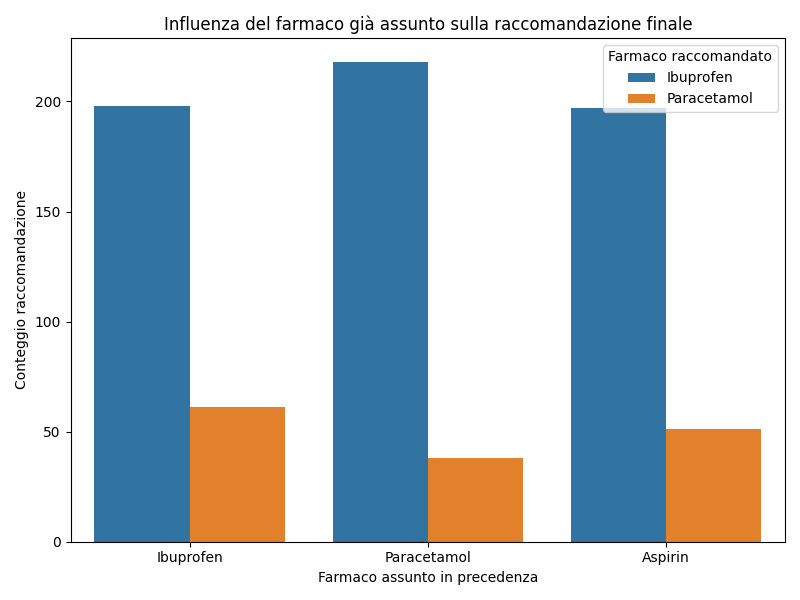 Influenza del farmaco già assunto sulla raccomandazione finale
Farmaco raccomandato
Ibuprofen
Paracetamol
Conteggio raccomandazione
200
150
100
50
0
Ibuprofen
Paracetamol
Aspirin
Farmaco assunto in precedenza